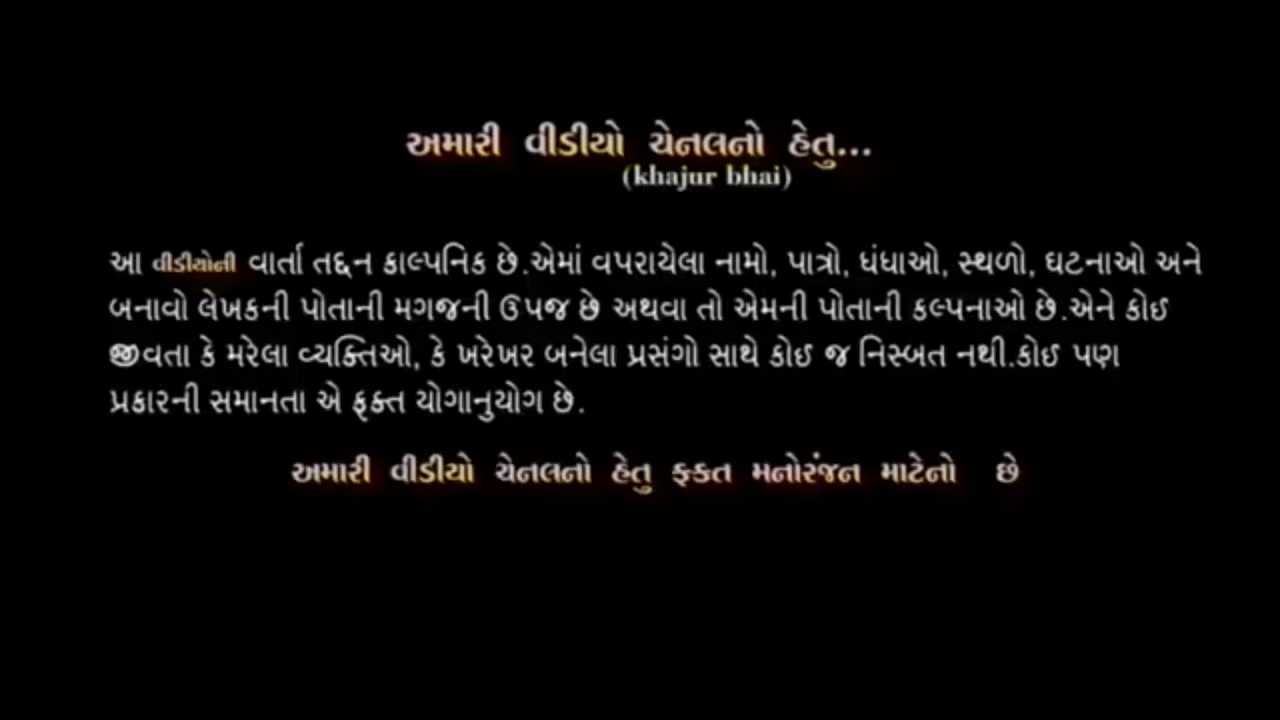 અમારી વીડીયો ચેનલનો હેતુ...
(khajur bhai)
આ વીડીયોની વાર્તા તદ્દન કાલ્પનિક છે.એમાં વપરાયેલા નામો, પાત્રો, ધંધાઓ, સ્થળો, ઘટનાઓ અને
બનાવો લેખકની પોતાની મગજની ઉપજ છે અથવા તો એમની પોતાની કલ્પનાઓ છે.એને કોઈ
જીવતા કે મરેલા વ્યક્તિઓ, કે ખરેખર બનેલા પ્રસંગો સાથે કોઈ જ નિસ્બત નથી.કોઈ પણ
પ્રકારની સમાનતા એ ફક્ત યોગાનુયોગ છે.
અમારી વીડીયો ચેનલનો હેતુ ફકત મનોરંજન માટેનો છે